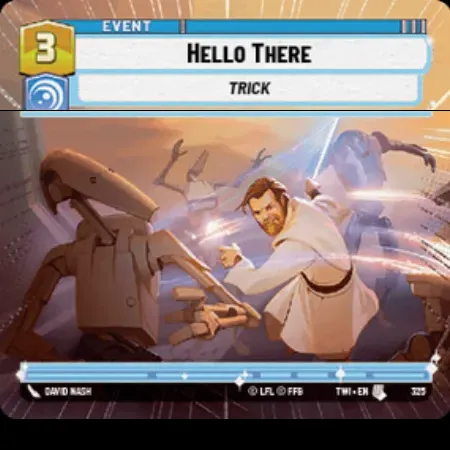 EVENT
3
HELLO THERE
TRICK
DAVID NASH
© LFL © FFG
TWI • EN
325